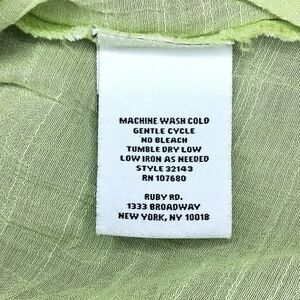 MACHINE WASH COLD
GENTLE CYCLE
NO BLEACH
TUMBLE DRY LOW
LOW IRON AS NEEDED
STYLE 32143
RN 107680
RUBY RD.
1333 BROADWAY
NEW YORK, NY 10018